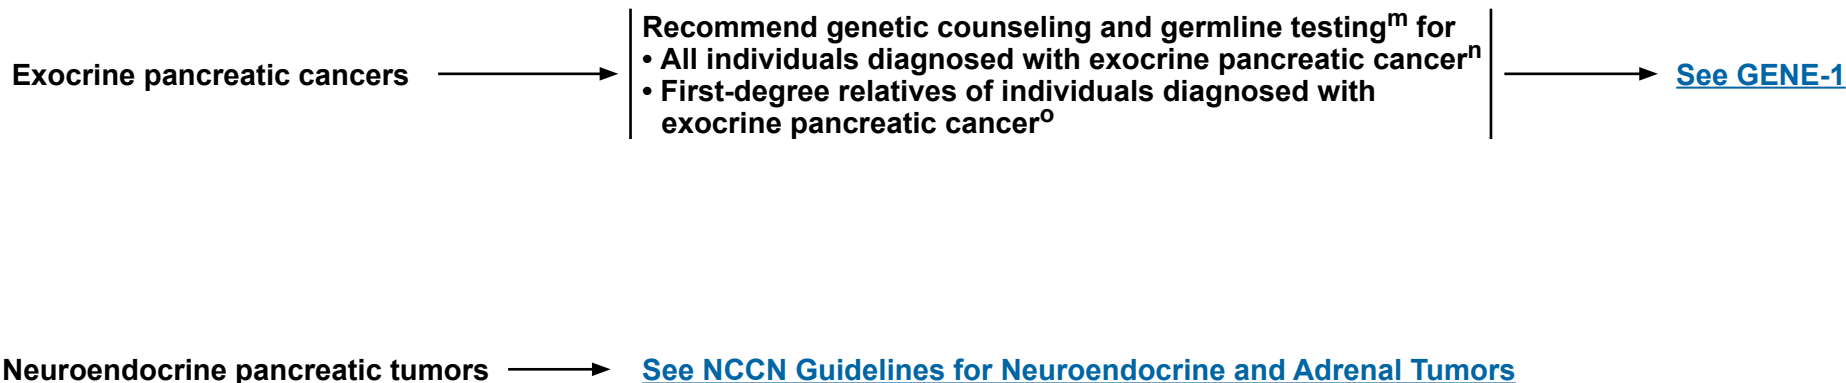 Recommend genetic counseling and germline testingᵐ for
• All individuals diagnosed with exocrine pancreatic cancerⁿ
Exocrine pancreatic cancers
• First-degree relatives of individuals diagnosed with
exocrine pancreatic cancerᵒ
See GENE-1
Neuroendocrine pancreatic tumors
See NCCN Guidelines for Neuroendocrine and Adrenal Tumors